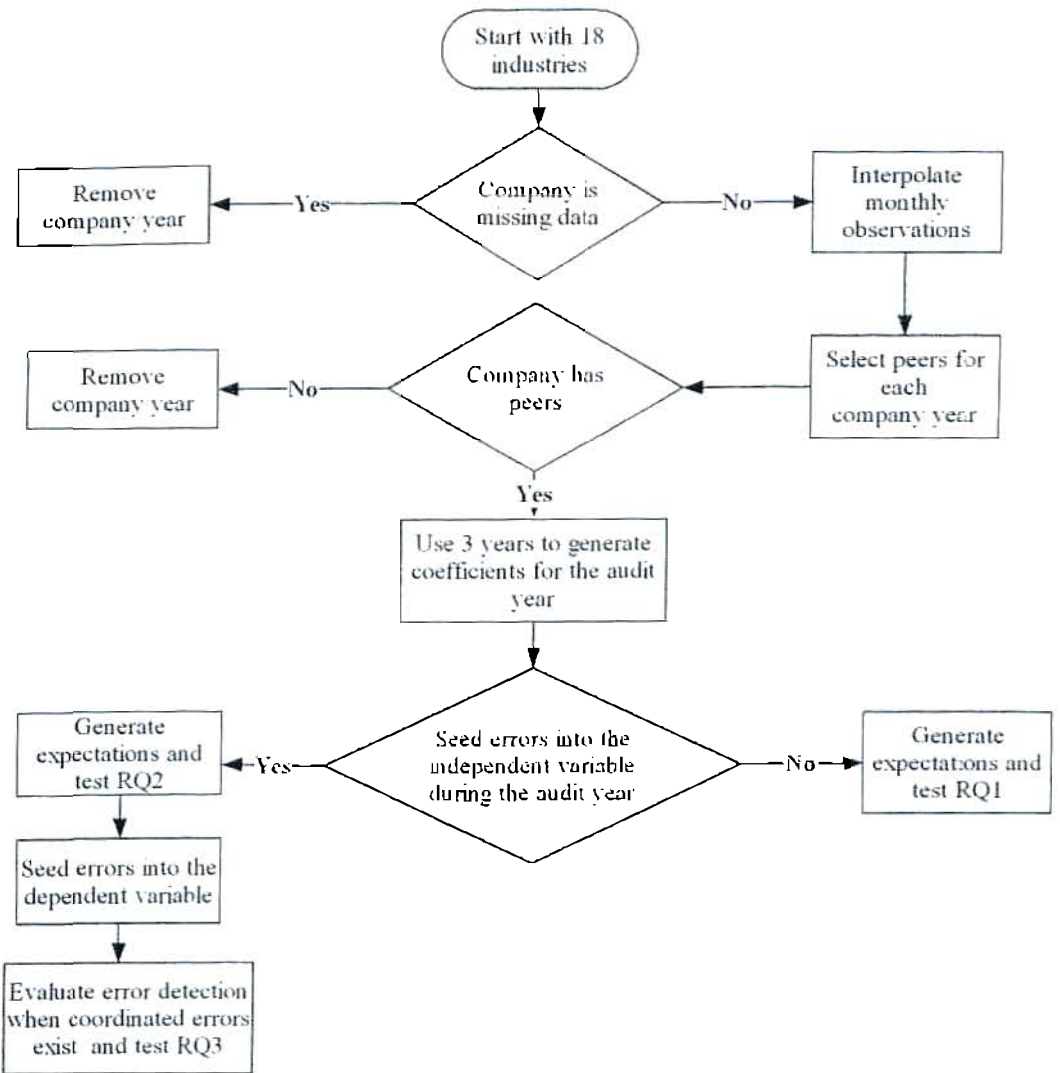 Start with 18
industries
Company is
missing data
Yes
Remove
company year
No
Interpolate
monthly
observations
Select peers for
each
company year
Company has
peers
No
Remove
company year
Yes
Use 3 years to generate
coefficients for the audit
year
Seed errors into the
independent variable
during the audit year
Yes
Generate
expectations and
test RQ2
No
Generate
expectations and
test RQ1
Seed errors into the
dependent variable
Evaluate error detection
when coordinated errors
exist and test RQ3